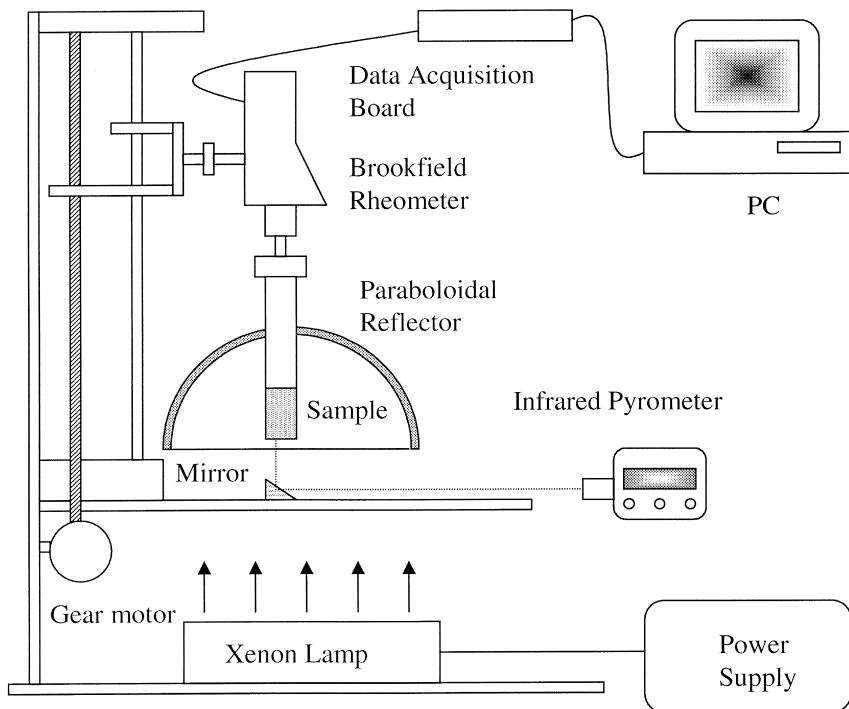 Data Acquisition
Board
Brookfield
Rheometer
PC
Paraboloidal
Reflector
Sample
Infrared Pyrometer
Mirror
Gear motor
Xenon Lamp
Power
Supply